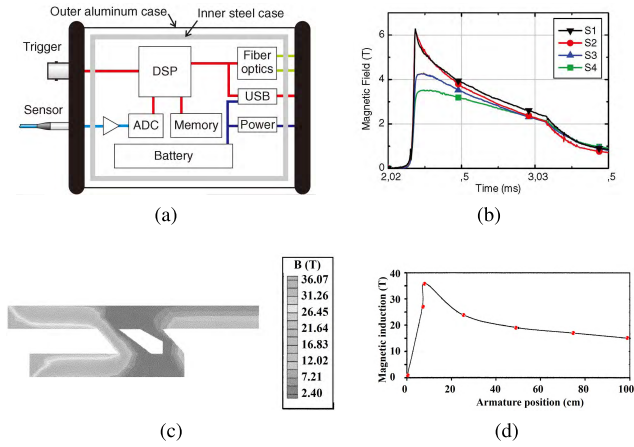 Outer aluminum case
Inner steel case
Trigger
DSP
Fiber
optics
USB
Sensor
ADC
Memory
Power
Battery
(a)
Magnetic Field (T)
6
4
2
0
S1
S2
S3
S4
2,02
,5
3,03
,5
Time (ms)
(b)
B (T)
36.07
31.26
26.45
21.64
16.83
12.02
7.21
2.40
(c)
Magnetic induction (T)
40
30
20
10
0
0
20
40
60
80
100
Armature position (cm)
(d)